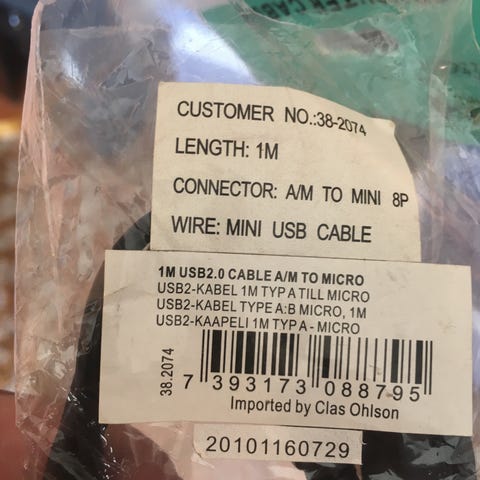 CUSTOMER NO.:38-2074
LENGTH: 1M
CONNECTOR: A/M TO MINI 8P
WIRE: MINI USB CABLE
1M USB2.0 CABLE A/M TO MICRO
USB2-KABEL 1M TYP A TILL MICRO
USB2-KABEL TYPE A:B MICRO, 1M
USB2-KAAPELI 1M TYP A - MICRO
38.2074
7 393173 088795
Imported by Clas Ohlson
20101160729